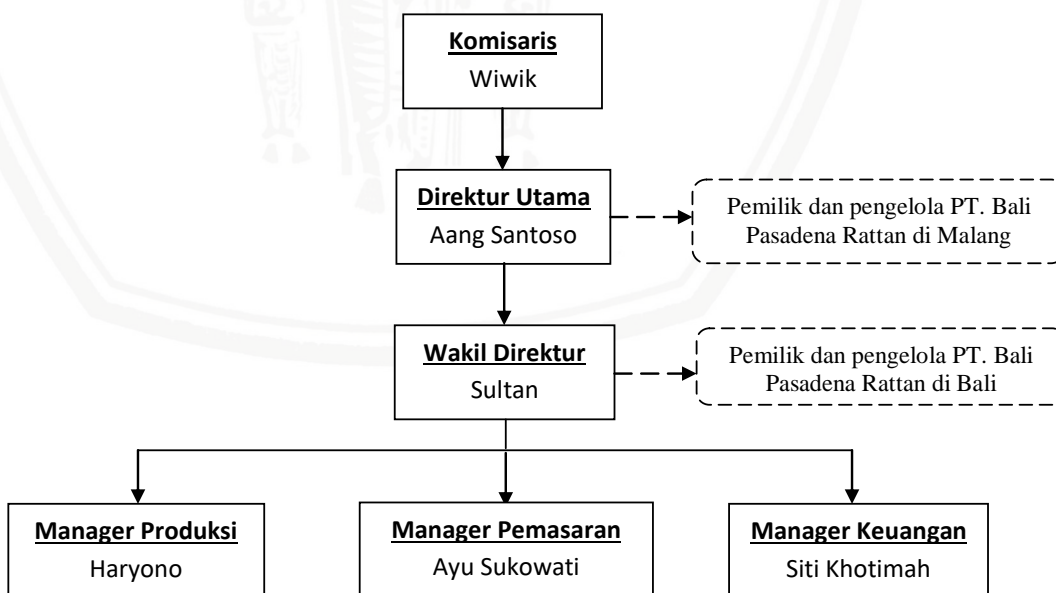 Komisaris
Wiwik
Direktur Utama
Aang Santoso
Pemilik dan pengelola PT. Bali
Pasadena Rattan di Malang
Wakil Direktur
Sultan
Pemilik dan pengelola PT. Bali
Pasadena Rattan di Bali
Manager Produksi
Haryono
Manager Pemasaran
Ayu Sukowati
Manager Keuangan
Siti Khotimah